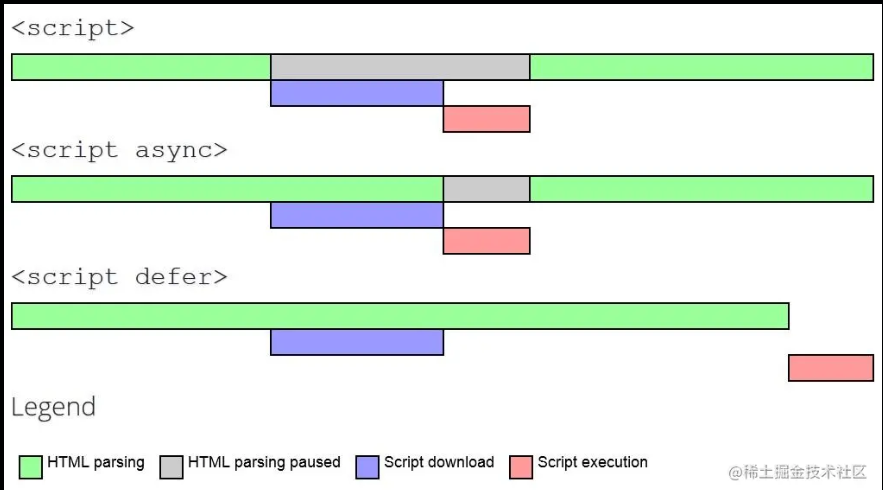 <script>
<script async>
<script defer>
Legend
HTML parsing HTML parsing paused Script download Script execution
@稀土掘金技术社区